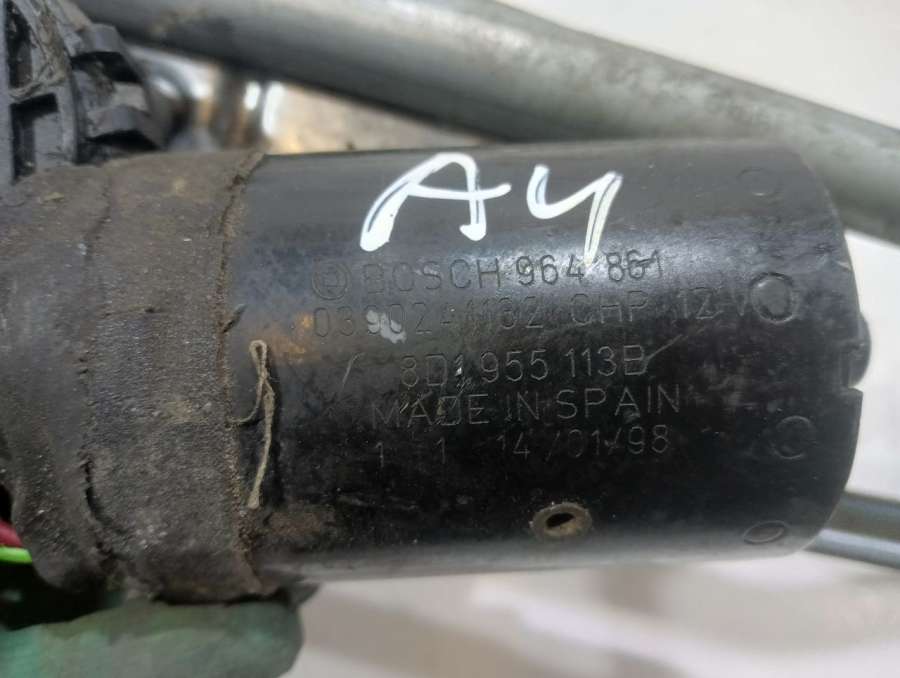 A4
BOSCH 964 861
0390241132 CHP 12V
8D1 955 113B
MADE IN SPAIN
1 1 14/01/98